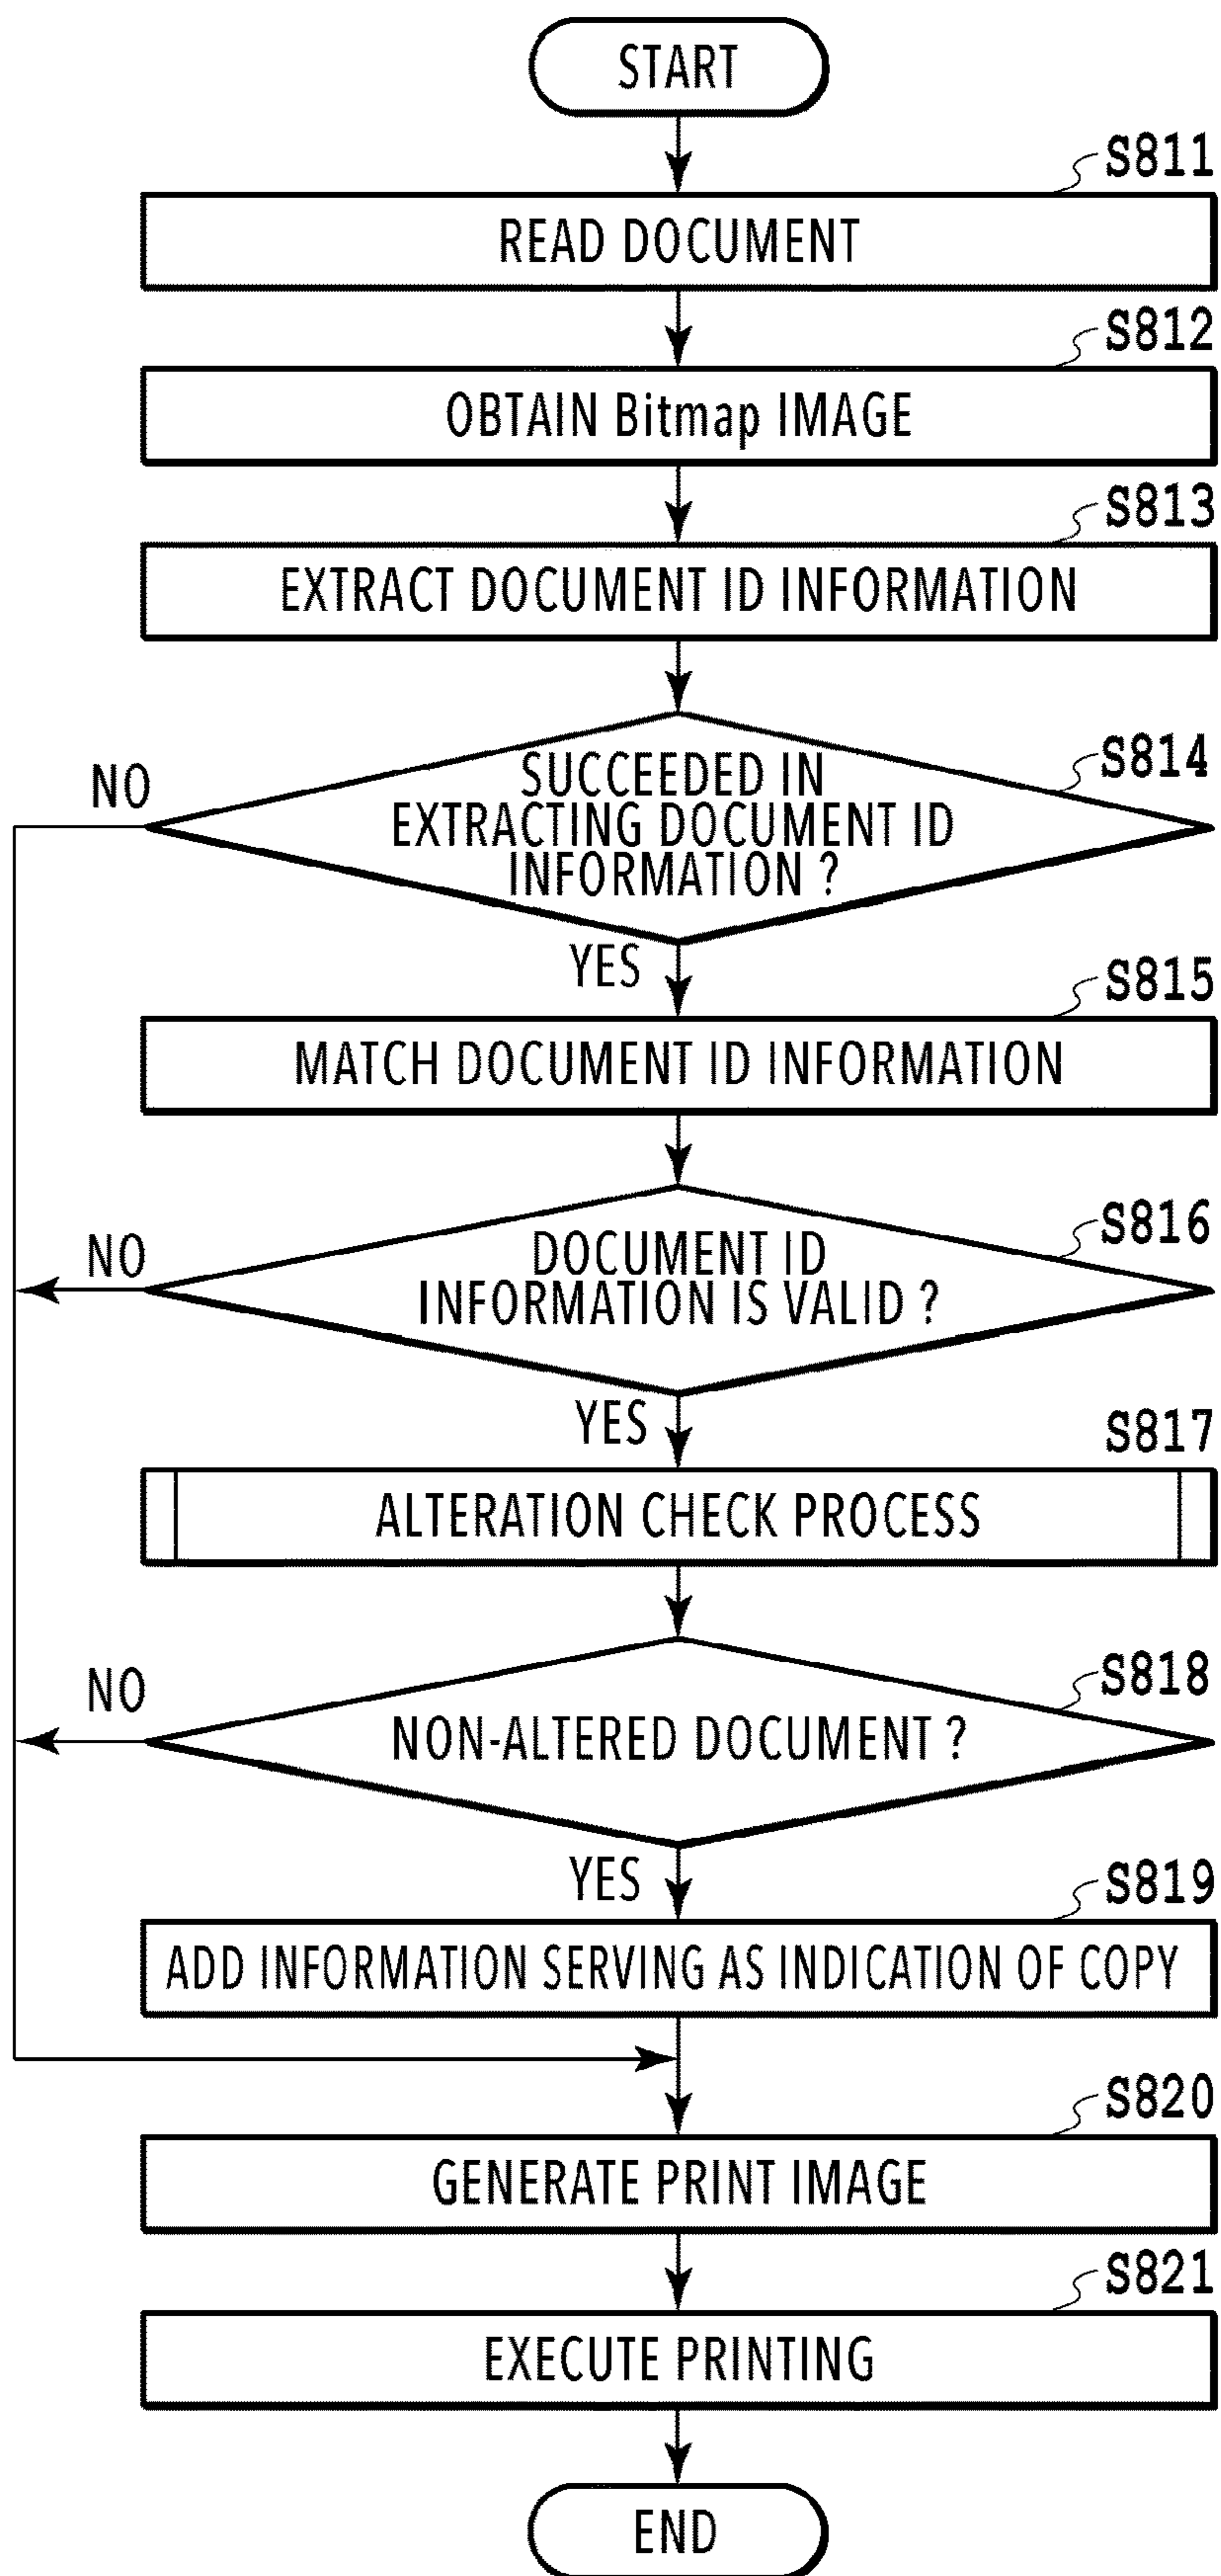 START
S811
READ DOCUMENT
S812
OBTAIN Bitmap IMAGE
S813
EXTRACT DOCUMENT ID INFORMATION
S814
NO
SUCCEEDED IN
EXTRACTING DOCUMENT ID
INFORMATION ?
YES
S815
MATCH DOCUMENT ID INFORMATION
S816
NO
DOCUMENT ID
INFORMATION IS VALID ?
YES
S817
ALTERATION CHECK PROCESS
S818
NO
NON-ALTERED DOCUMENT ?
YES
S819
ADD INFORMATION SERVING AS INDICATION OF COPY
S820
GENERATE PRINT IMAGE
S821
EXECUTE PRINTING
END